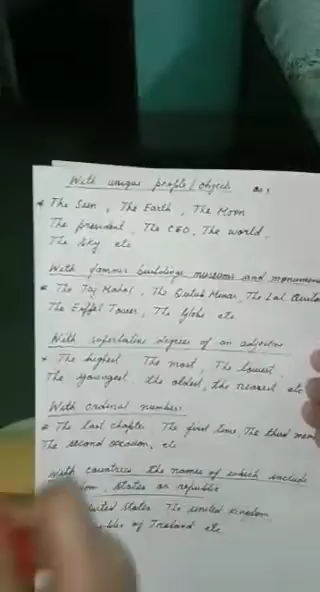 With unique people/objects
* The Sun, The Earth, The Moon
The president, The CEO, The world,
The Sky etc
With famous buildings museums and monumen
* The Taj Mahal, The Qutub Minar, The Lal
The Eiffel Tower, The Globe etc
With superlative degrees of an adjective
* The highest The most, The lowest
The youngest, the oldest, the nearest etc
With ordinal numbers
* The last chapter The first time, The third
The second occasion, etc
With countries the names of which include
States or republic
United States The united Kingdom,
of Ireland etc